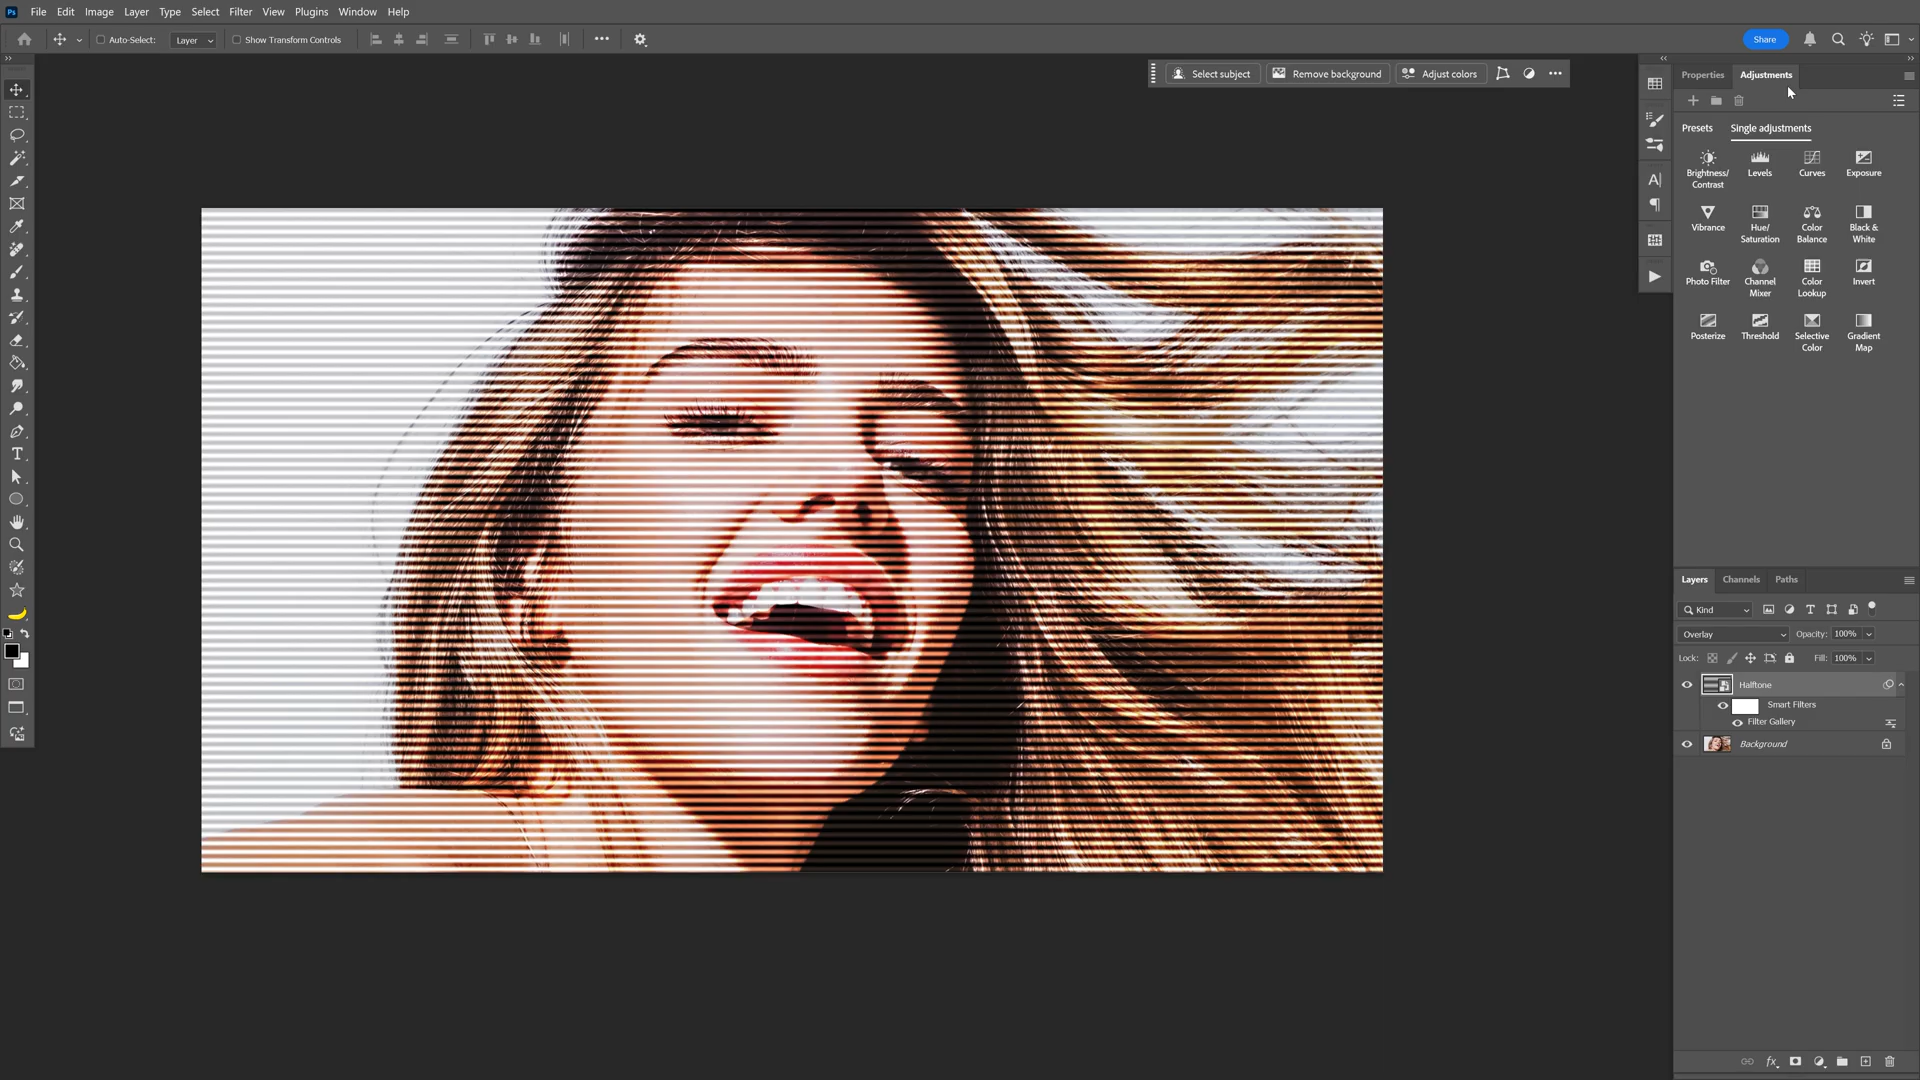 Ps File Edit Image Layer Type Select Filter View Plugins Window Help
Auto-Select: Layer Show Transform Controls Share
Select subject Remove background Adjust colors
Properties Adjustments
Presets Single adjustments
Brightness/ Levels Curves Exposure
Contrast
Vibrance Hue/ Color Black &
Saturation Balance White
Photo Filter Channel Color Invert
Mixer Lookup
Posterize Threshold Selective Gradient
Color Map
Layers Channels Paths
Kind
Overlay Opacity: 100%
Lock: Fill: 100%
Halftone
Smart Filters
Filter Gallery
Background